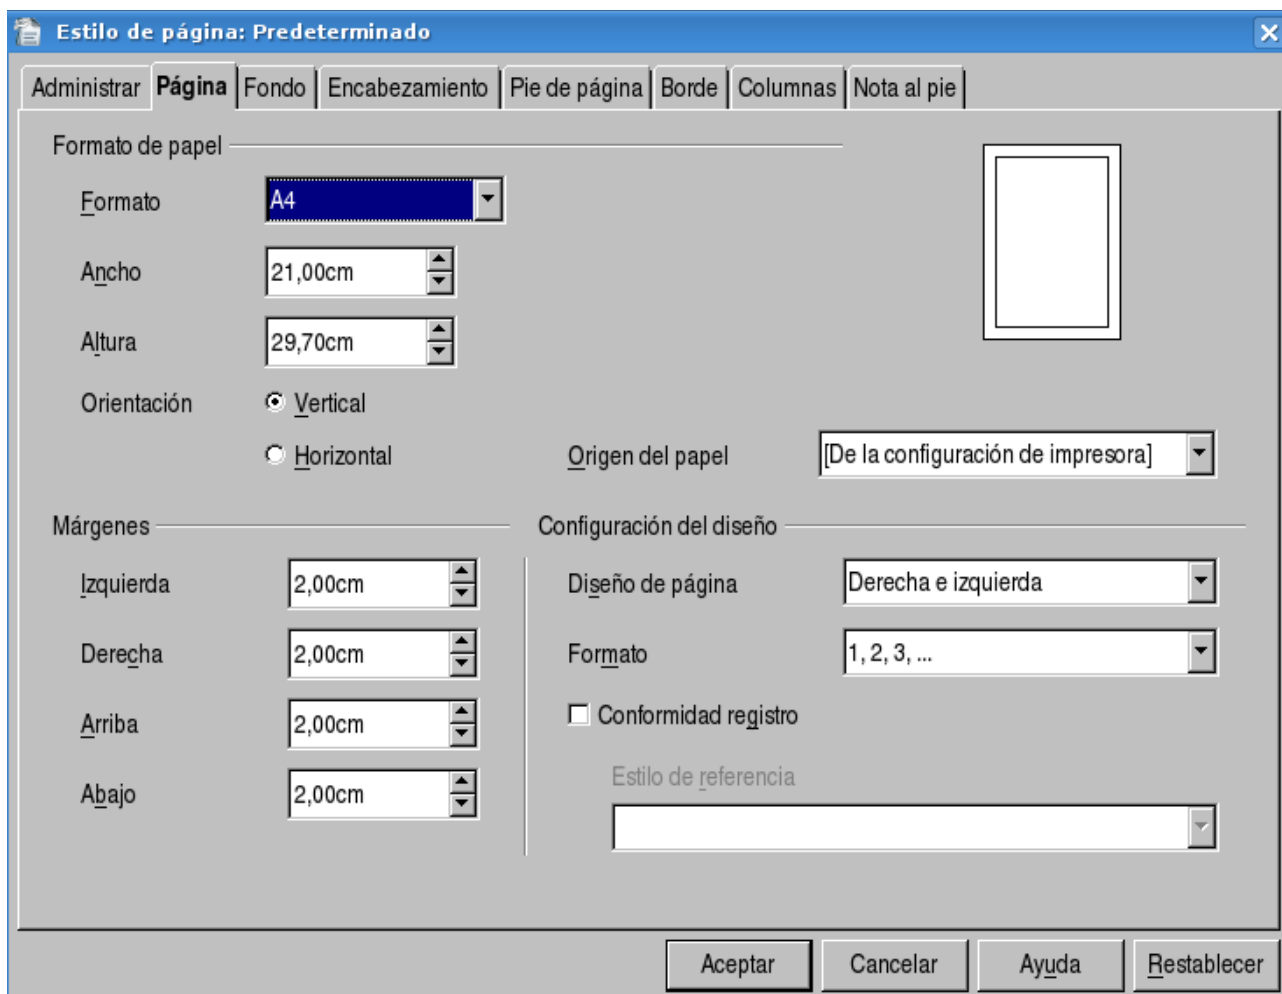 Estilo de página: Predeterminado
Administrar Página Fondo Encabezamiento Pie de página Borde Columnas Nota al pie
Formato de papel
Formato A4
Ancho 21,00cm
Altura 29,70cm
Orientación Vertical
Horizontal Origen del papel [De la configuración de impresora]
Márgenes Configuración del diseño
Izquierda 2,00cm Diseño de página Derecha e izquierda
Derecha 2,00cm Formato 1, 2, 3, ...
Arriba 2,00cm Conformidad registro
Estilo de referencia
Abajo 2,00cm
Aceptar Cancelar Ayuda Restablecer